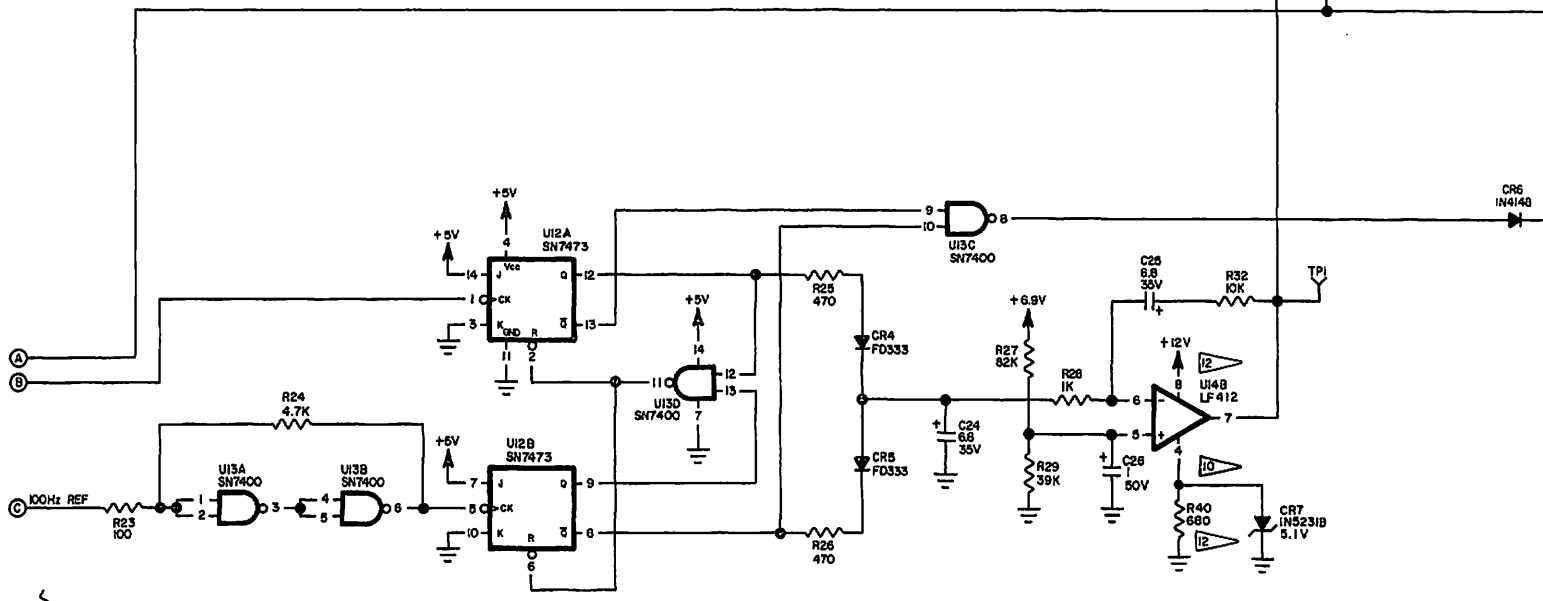 CR6
1N4148
+5V
9
8
10
U13C
SN7400
+5V
4
U12A
SN7473
Vcc
14
J
Q
12
R25
470
C25
6.8
35V
+
R32
10K
TP1
1
CK
+5V
+6.9V
3
K
Q
13
GND
R
11
2
14
CR4
FD333
R27
82K
+12V
12
A
B
R28
1K
8
U14B
LF412
12
11
13
U13D
SN7400
7
6
-
7
5
+
4
R24
4.7K
+
C24
6.8
35V
U12B
SN7473
+5V
CR5
FD333
R29
39K
+
C26
1
50V
10
U13A
SN7400
U13B
SN7400
7
J
Q
9
C
100Hz REF
R23
100
1
2
3
4
5
6
5
CK
R40
680
12
CR7
1N5231B
5.1V
10
K
Q
8
R
6
R26
470